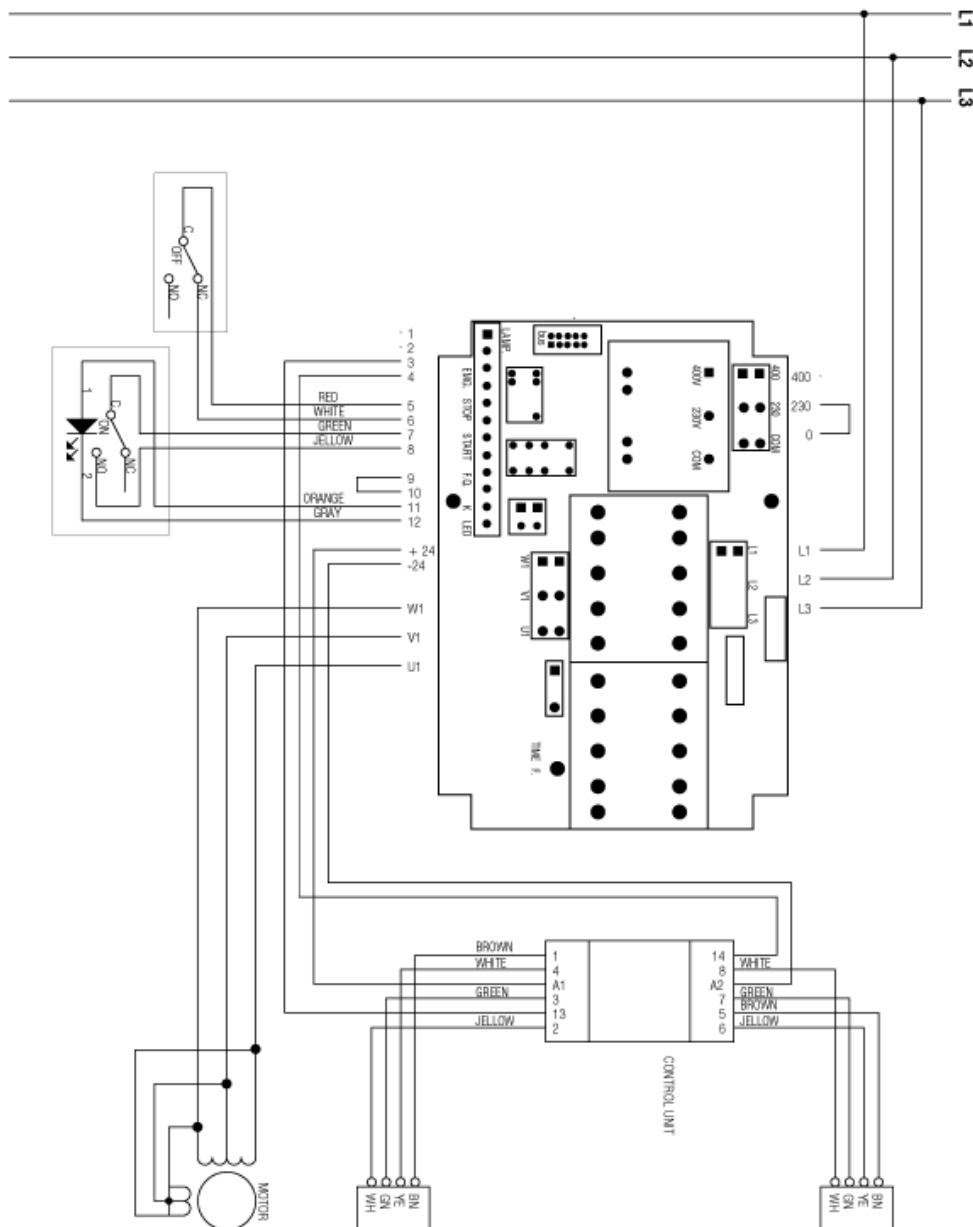 L1
L2
L3
C
OFF
NO
NC
1
C
ON
NO
NC
2
1
2
3
4
RED
5
WHITE
6
GREEN
7
JELLOW
8
9
10
ORANGE
11
GRAY
12
+ 24
-24
W1
V1
U1
LAMP.
EMG.
STOP
START
F.Q.
K
LED
bus
400V
230V
COM
400
230
COM
W1
V1
U1
L1
L2
L3
TIME F.
400
230
0
L1
L2
L3
BROWN
1
WHITE
4
A1
GREEN
3
13
JELLOW
2
14
8
WHITE
A2
7
GREEN
5
BROWN
6
JELLOW
CONTROL UNIT
MOTOR
WH
GN
YE
BN
WH
GN
YE
BN